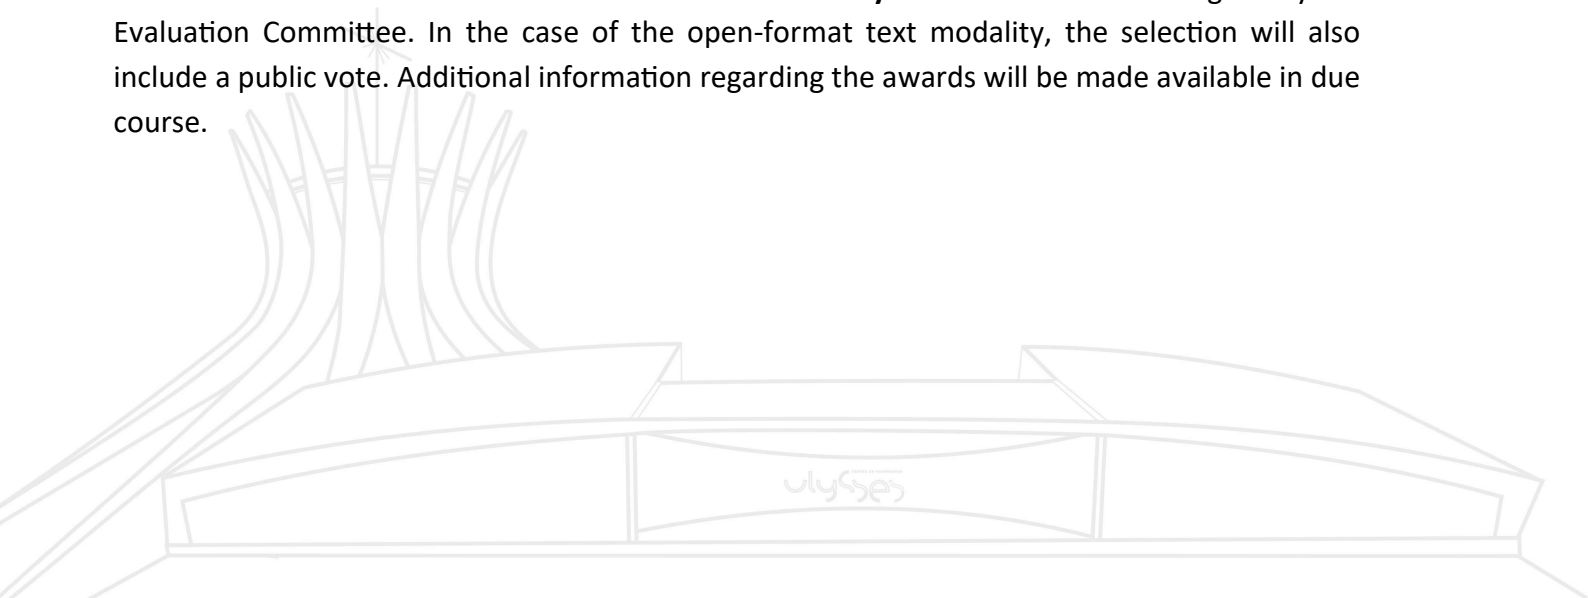 Evaluation Committee. In the case of the open-format text modality, the selection will also
include a public vote. Additional information regarding the awards will be made available in due
course.
ulysses